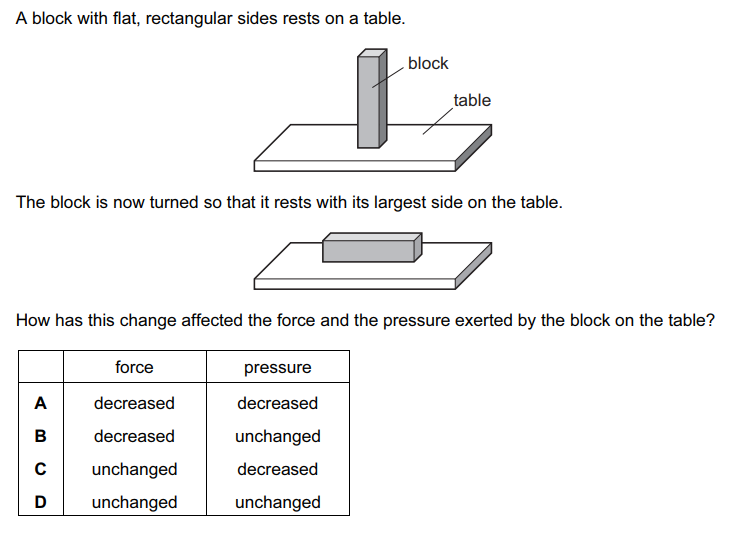 A block with flat, rectangular sides rests on a table.
block
table
The block is now turned so that it rests with its largest side on the table.
How has this change affected the force and the pressure exerted by the block on the table?
force pressure
A decreased decreased
B decreased unchanged
C unchanged decreased
D unchanged unchanged